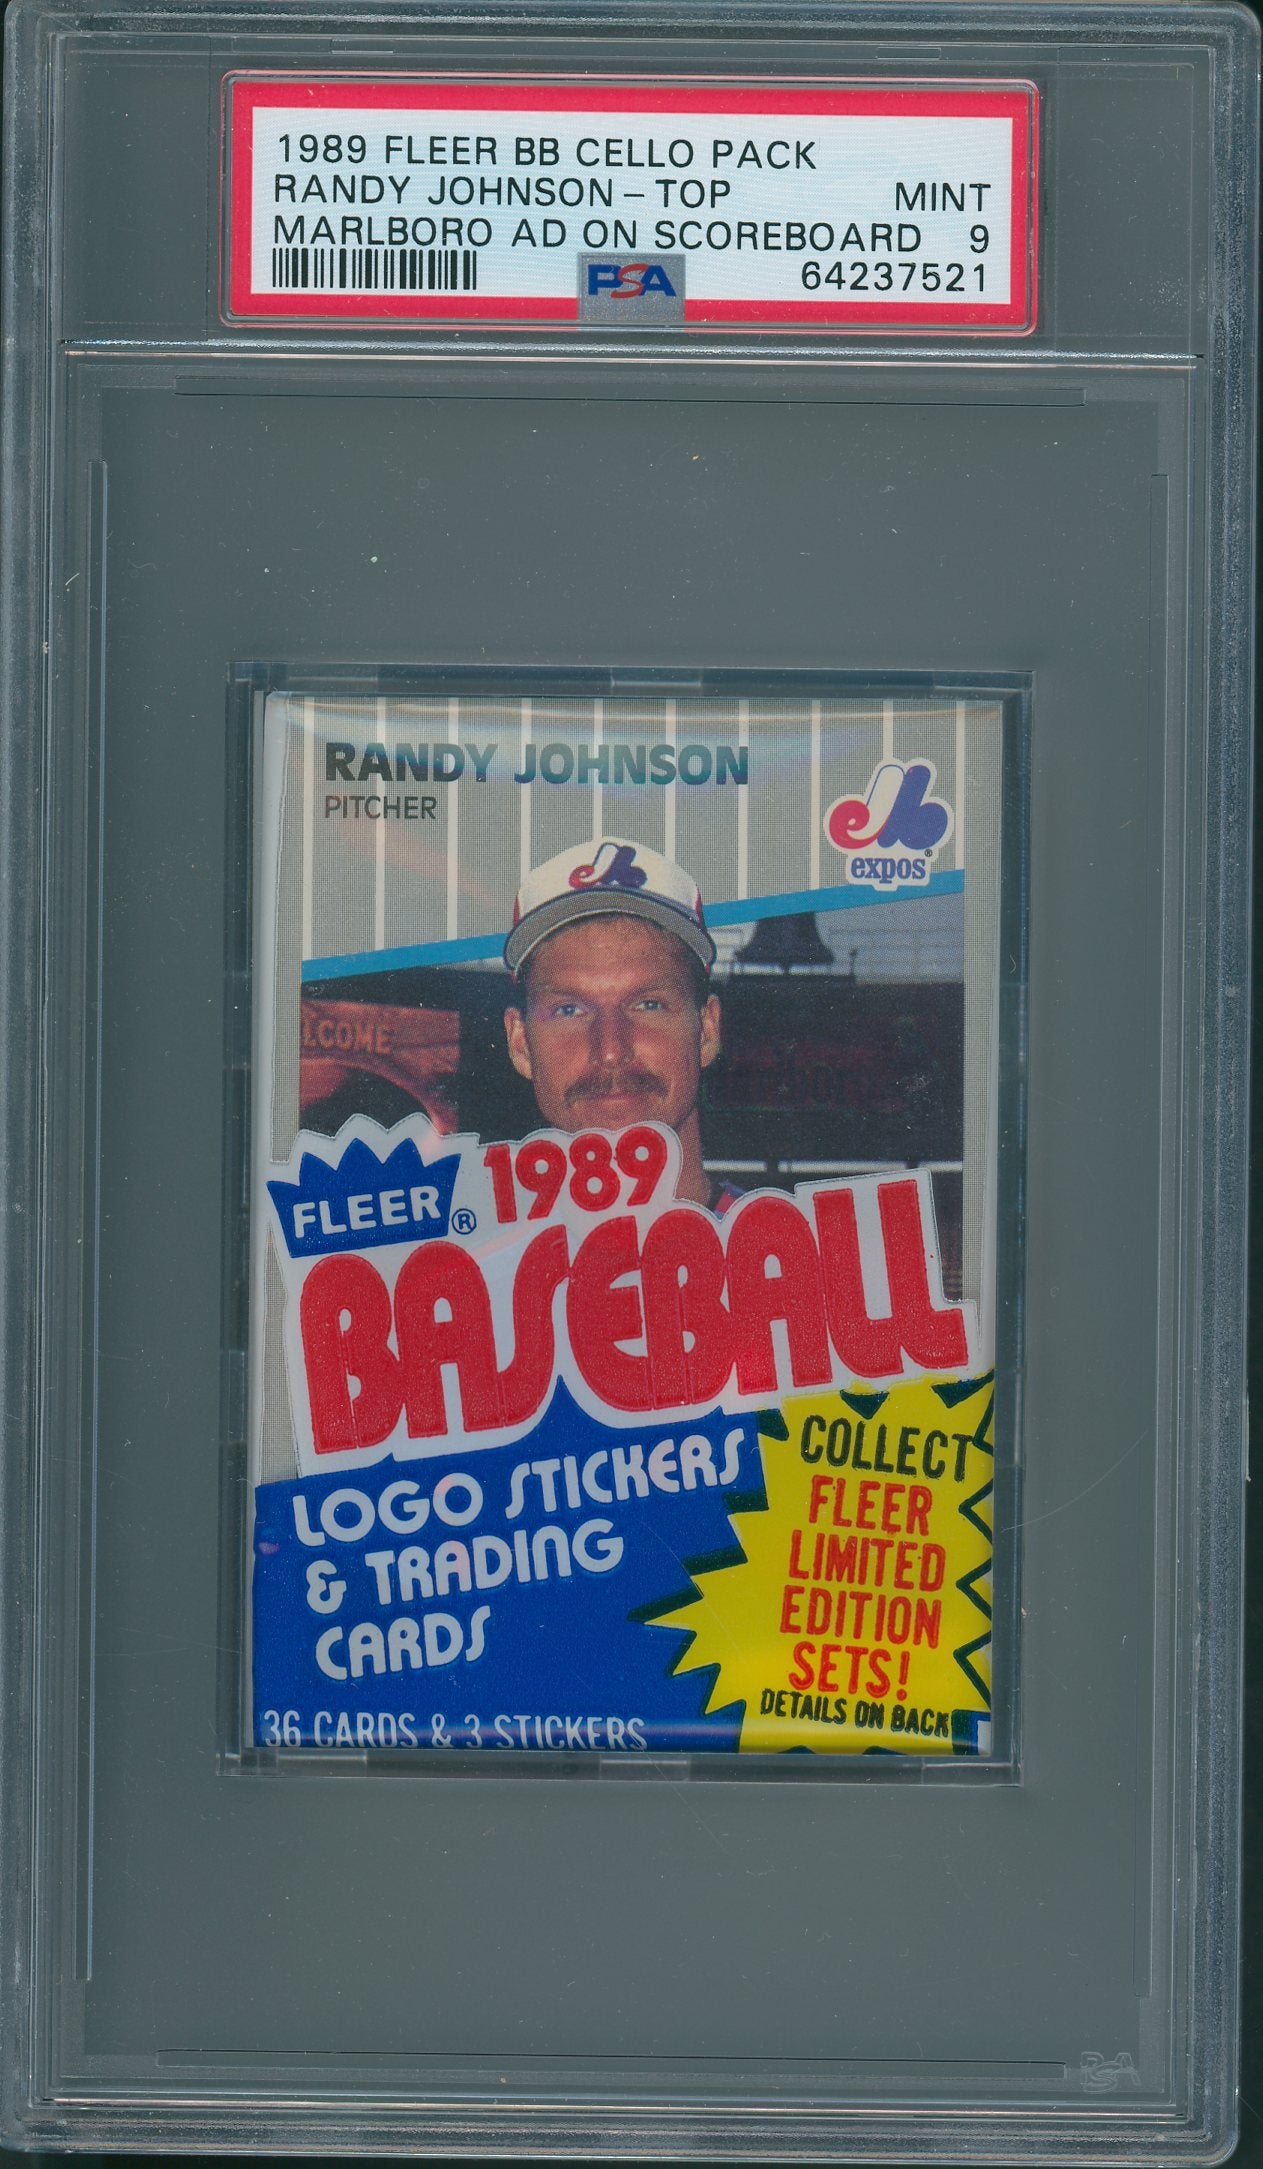 1989 FLEER BB CELLO PACK
RANDY JOHNSON - TOP MINT
MARLBORO AD ON SCOREBOARD 9
PSA 64237521
RANDY JOHNSON
PITCHER
expos®
LCOME
FLEER® 1989
BASEBALL
LOGO STICKERS
& TRADING
CARDS
36 CARDS & 3 STICKERS
COLLECT
FLEER
LIMITED
EDITION
SETS!
DETAILS ON BACK
PSA